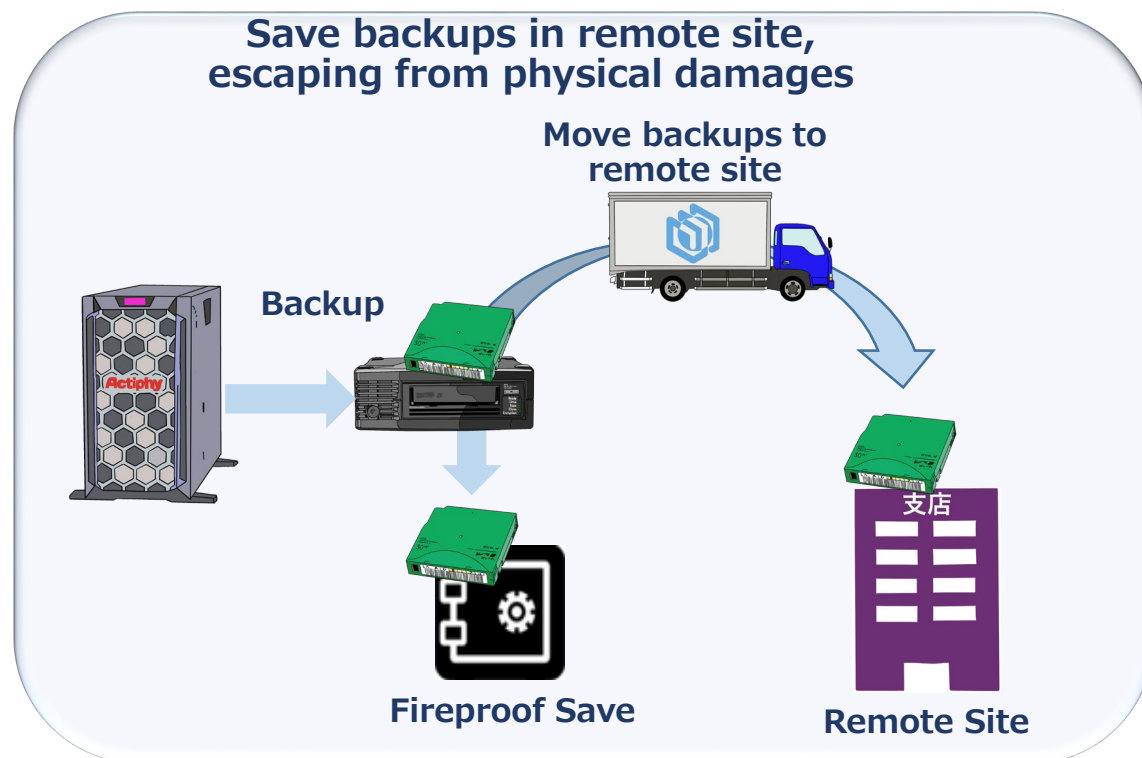 Save backups in remote site,
escaping from physical damages
Move backups to
remote site
Backup
Actiphy
支店
Fireproof Save
Remote Site